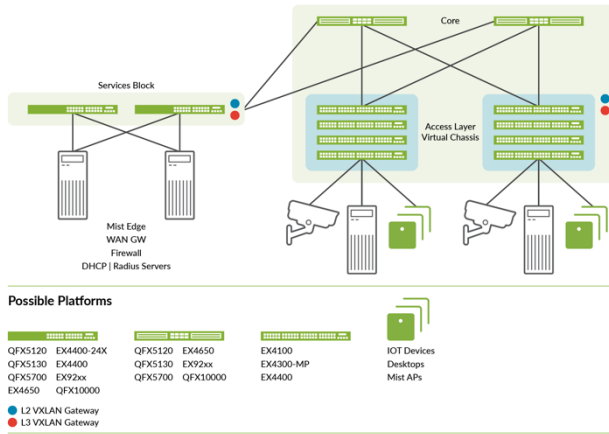 Core
Services Block
Access Layer
Virtual Chassis
Mist Edge
WAN GW
Firewall
DHCP | Radius Servers
Possible Platforms
QFX5120 EX4400-24X
QFX5130 EX4400
QFX5700 EX92xx
EX4650 QFX10000
QFX5120 EX4650
QFX5130 EX92xx
QFX5700 QFX10000
EX4100
EX4300-MP
EX4400
IOT Devices
Desktops
Mist APs
L2 VXLAN Gateway
L3 VXLAN Gateway